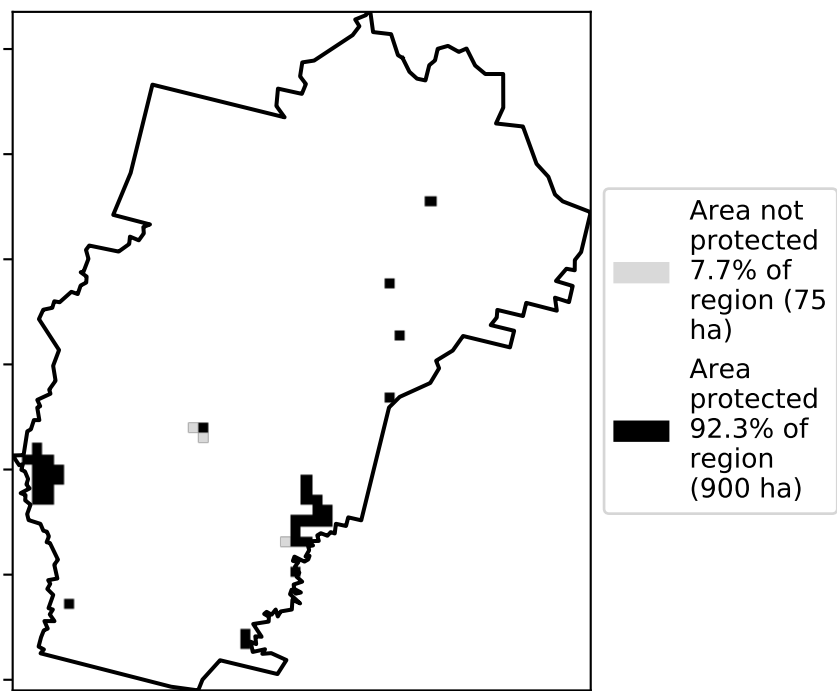 Area not
protected
7.7% of
region (75
ha)
Area
protected
92.3% of
region
(900 ha)